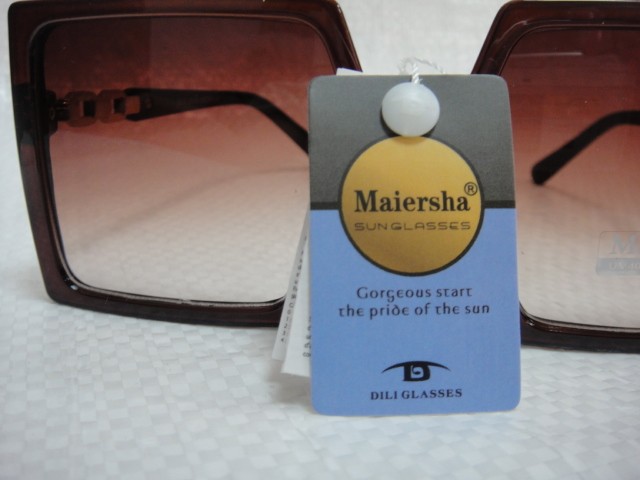 Maiersha®
SUNGLASSES
Gorgeous start
the pride of the sun
DILI GLASSES